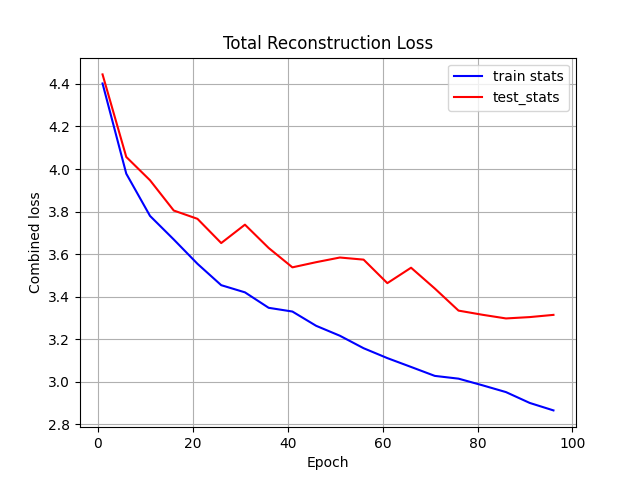 Total Reconstruction Loss
train stats
test_stats
Combined loss
4.4
4.2
4.0
3.8
3.6
3.4
3.2
3.0
2.8
0 20 40 60 80 100
Epoch